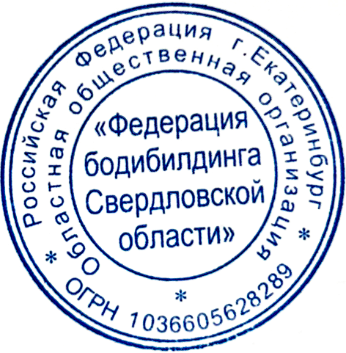 Российская Федерация г.Екатеринбург
* ОГРН 1036605628289 *
Областная общественная организация
*
«Федерация
бодибилдинга
Свердловской
области»